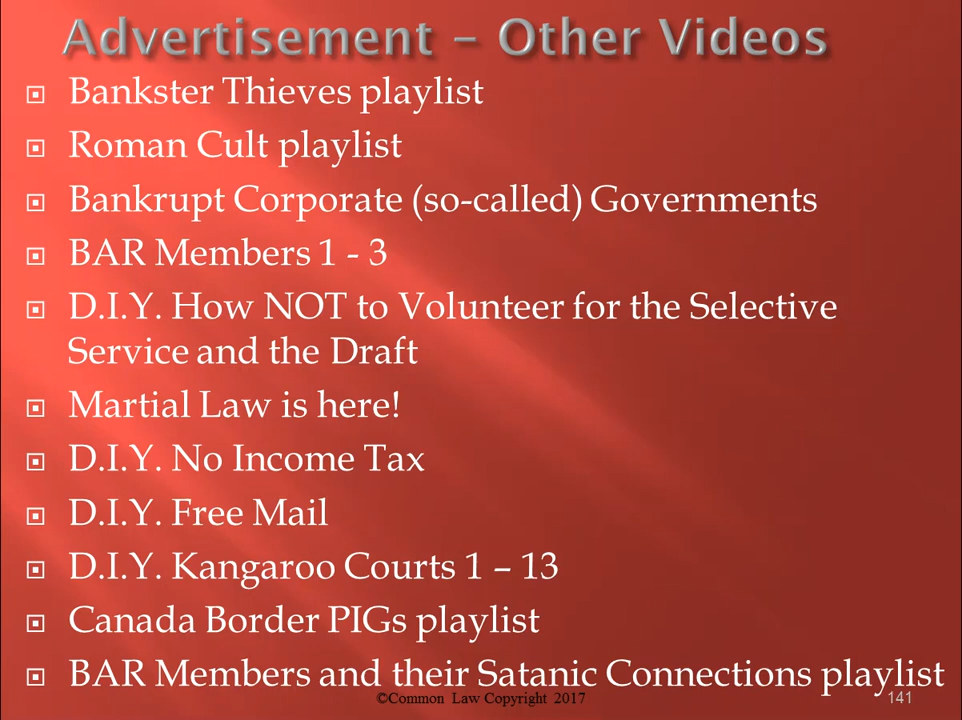 Advertisement – Other Videos
Bankster Thieves playlist
Roman Cult playlist
Bankrupt Corporate (so-called) Governments
BAR Members 1 - 3
D.I.Y. How NOT to Volunteer for the Selective
Service and the Draft
Martial Law is here!
D.I.Y. No Income Tax
D.I.Y. Free Mail
D.I.Y. Kangaroo Courts 1 – 13
Canada Border PIGs playlist
BAR Members and their Satanic Connections playlist
©Common Law Copyright 2017
141